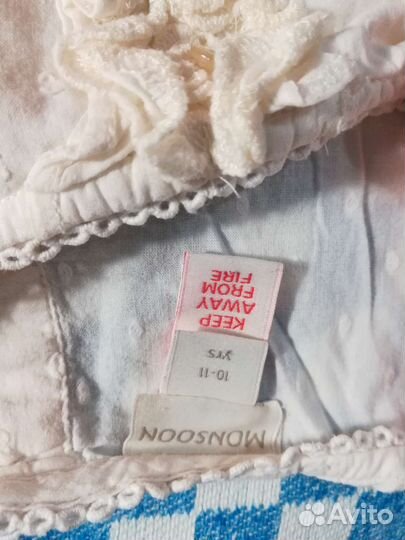 MONSOON
10-11
yrs
KEEP
AWAY
FROM
FIRE
Avito